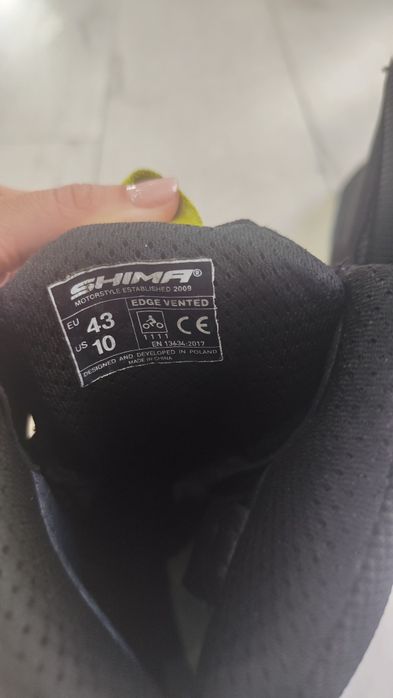 SHIMA®
MOTORSTYLE ESTABLISHED 2009
EU 43
US 10
EDGE VENTED
CE
1 1 1 1
EN 13634:2017
DESIGNED AND DEVELOPED IN POLAND
MADE IN CHINA